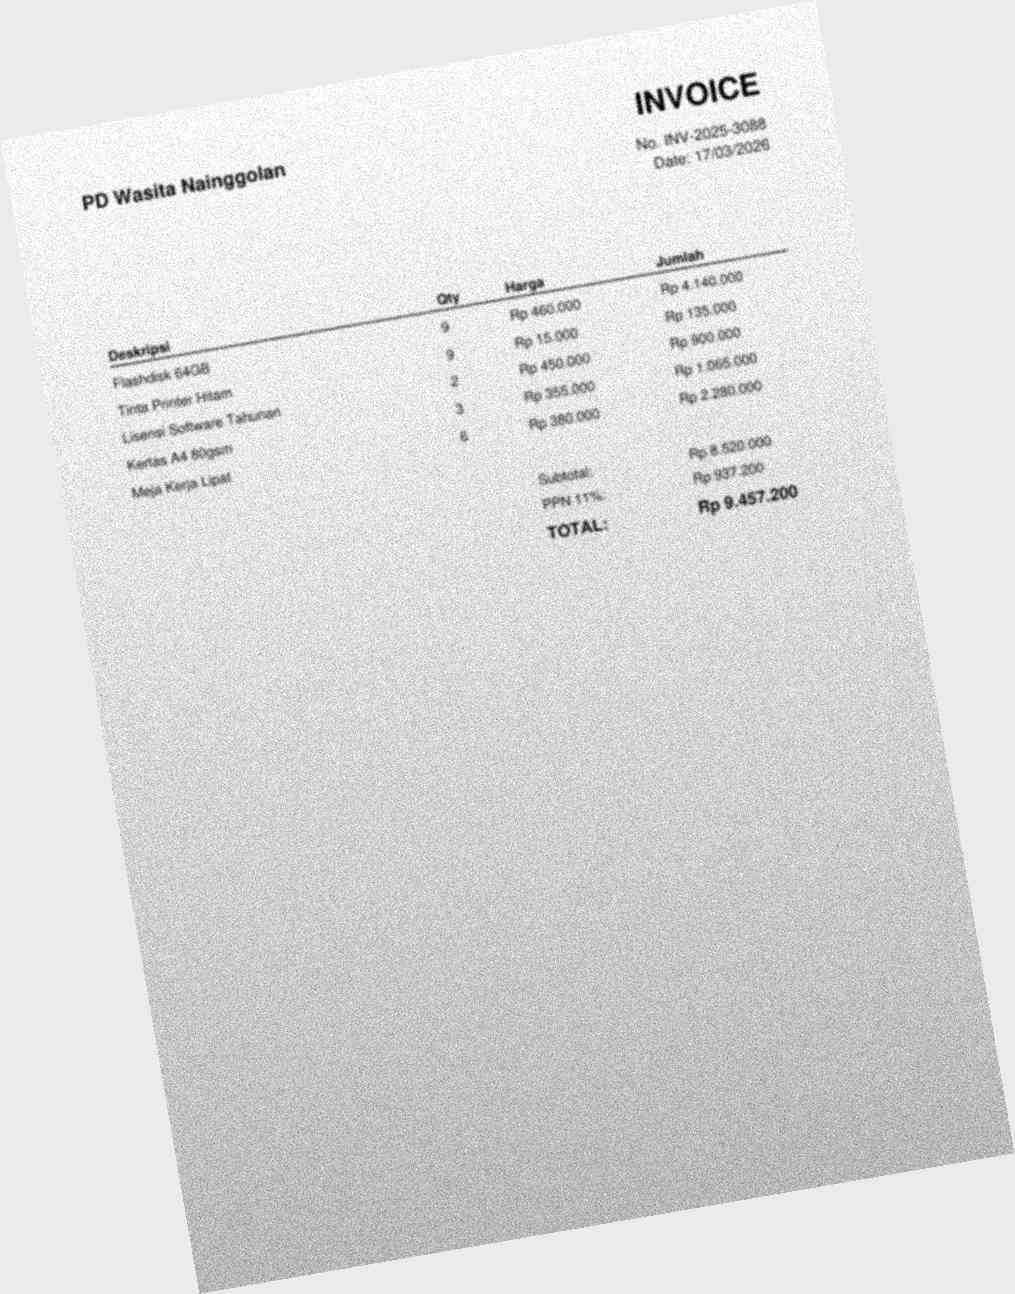 INVOICE
No. INV-2025-3088
Date: 17/03/2026
PD Wasita Nainggolan
Deskripsi Qty Harga Jumlah
Flashdisk 64GB 9 Rp 460.000 Rp 4.140.000
Tinta Printer Hitam 9 Rp 15.000 Rp 135.000
Lisensi Software Tahunan 2 Rp 450.000 Rp 900.000
Kertas A4 80gsm 3 Rp 355.000 Rp 1.065.000
Meja Kerja Lipat 6 Rp 380.000 Rp 2.280.000
Subtotal: Rp 8.520.000
PPN 11%: Rp 937.200
TOTAL: Rp 9.457.200